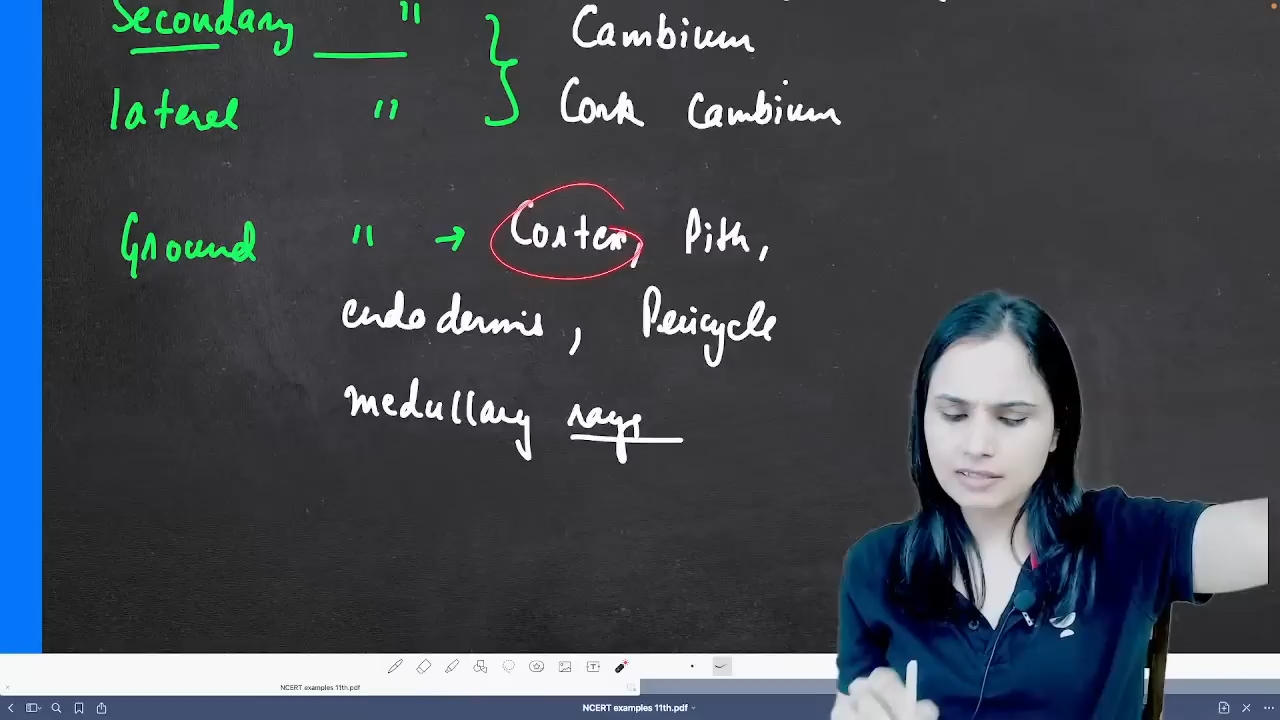 Secondary "
Cambium
lateral "
Cork cambium
Ground " → Cortex, Pith,
endodermis, Pericycle
medullary rays
NCERT examples 11th.pdf
NCERT examples 11th.pdf